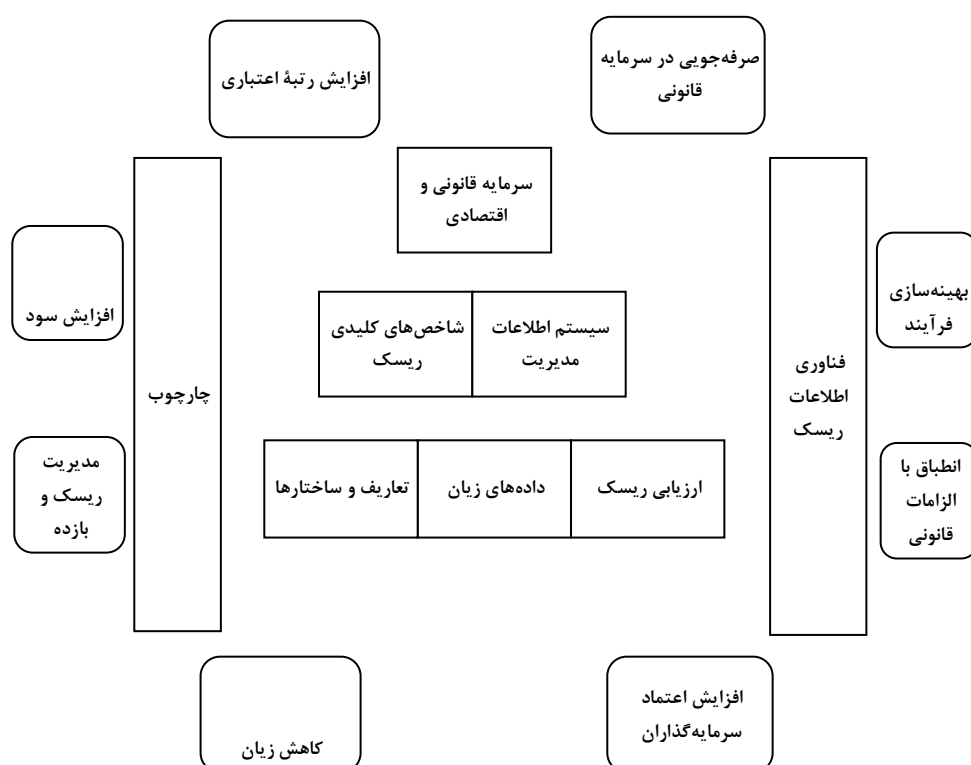 صرفه‌جویی در سرمایه
قانونی
افزایش رتبۀ اعتباری
سرمایه قانونی و
اقتصادی
بهینه‌سازی
فرآیند
سیستم اطلاعات
مدیریت
شاخص‌های کلیدی
ریسک
افزایش سود
فناوری
اطلاعات
ریسک
چارچوب
انطباق با
الزامات
قانونی
ارزیابی ریسک
داده‌های زیان
تعاریف و ساختارها
مدیریت
ریسک و
بازده
افزایش اعتماد
سرمایه‌گذاران
کاهش زیان